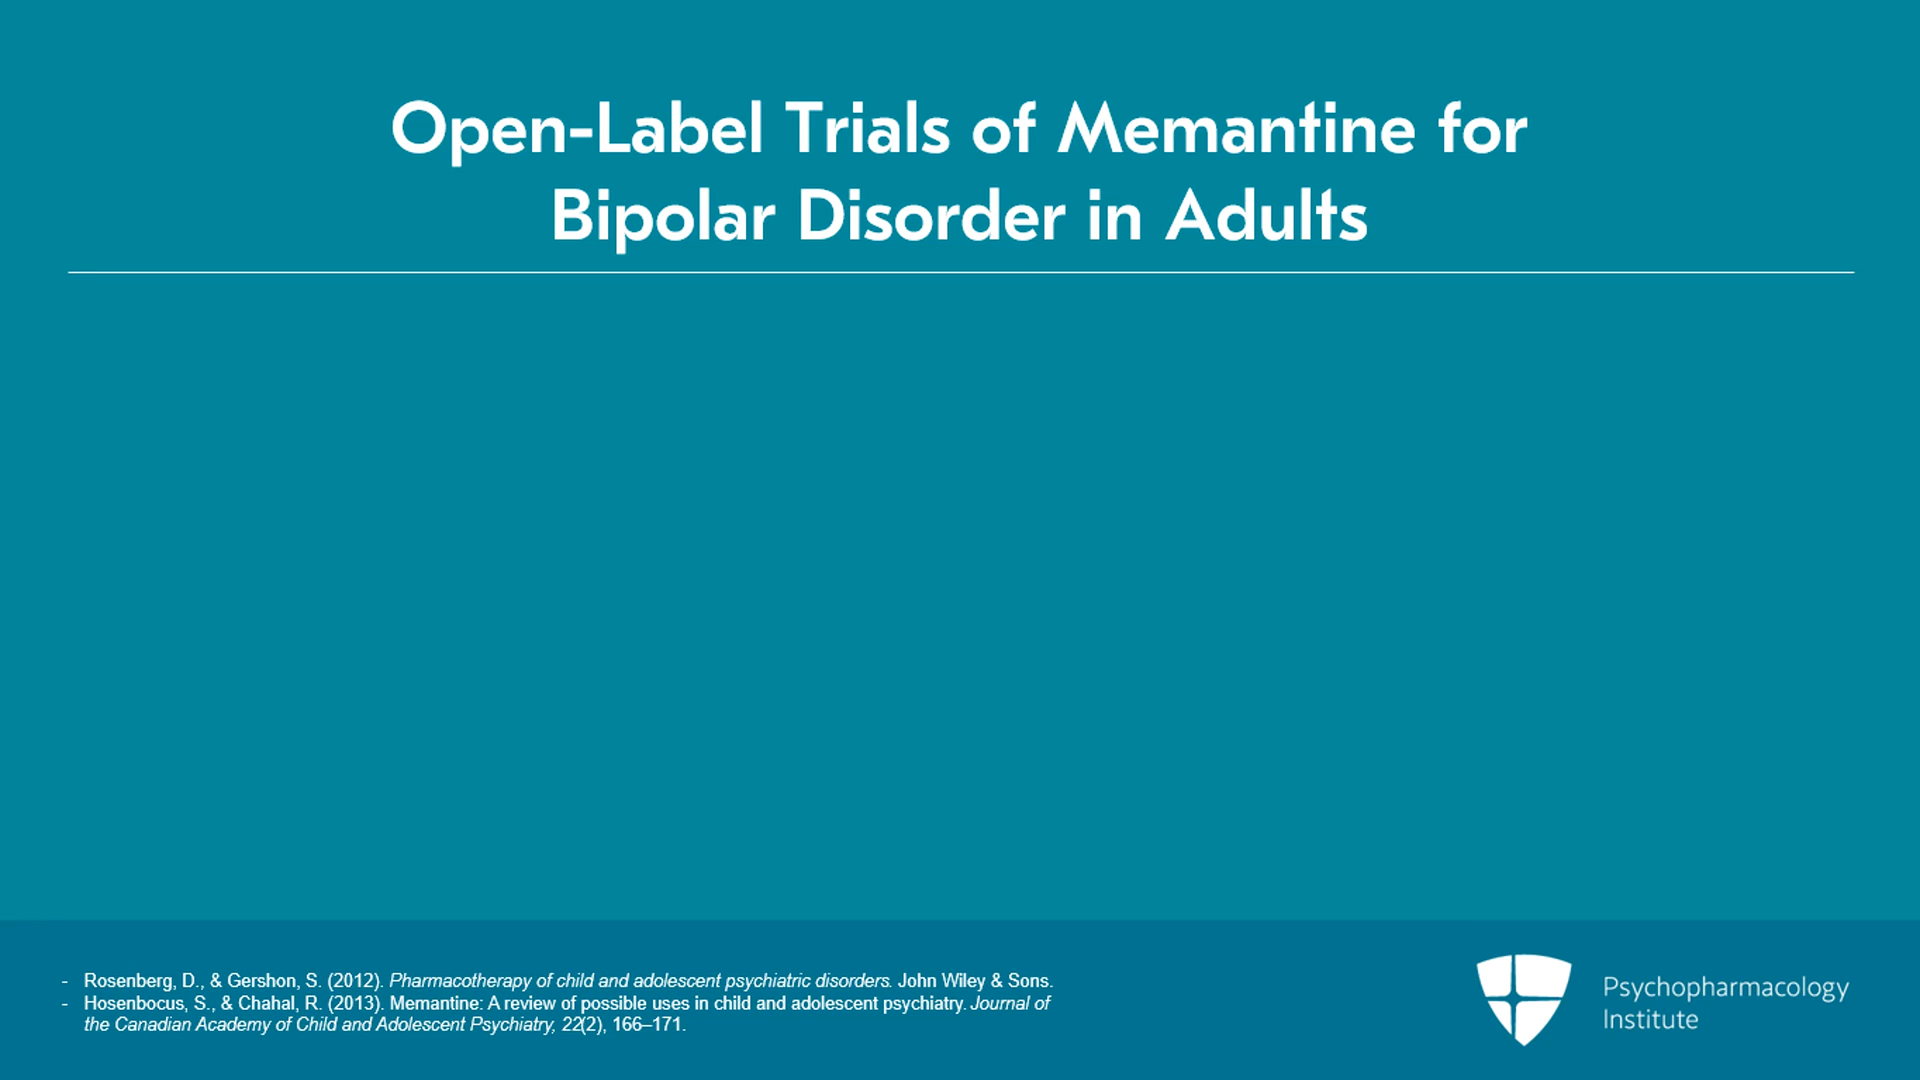 Open-Label Trials of Memantine for
Bipolar Disorder in Adults
- Rosenberg, D., & Gershon, S. (2012). Pharmacotherapy of child and adolescent psychiatric disorders. John Wiley & Sons.
- Hosenbocus, S., & Chahal, R. (2013). Memantine: A review of possible uses in child and adolescent psychiatry. Journal of
the Canadian Academy of Child and Adolescent Psychiatry, 22(2), 166–171.
Psychopharmacology
Institute